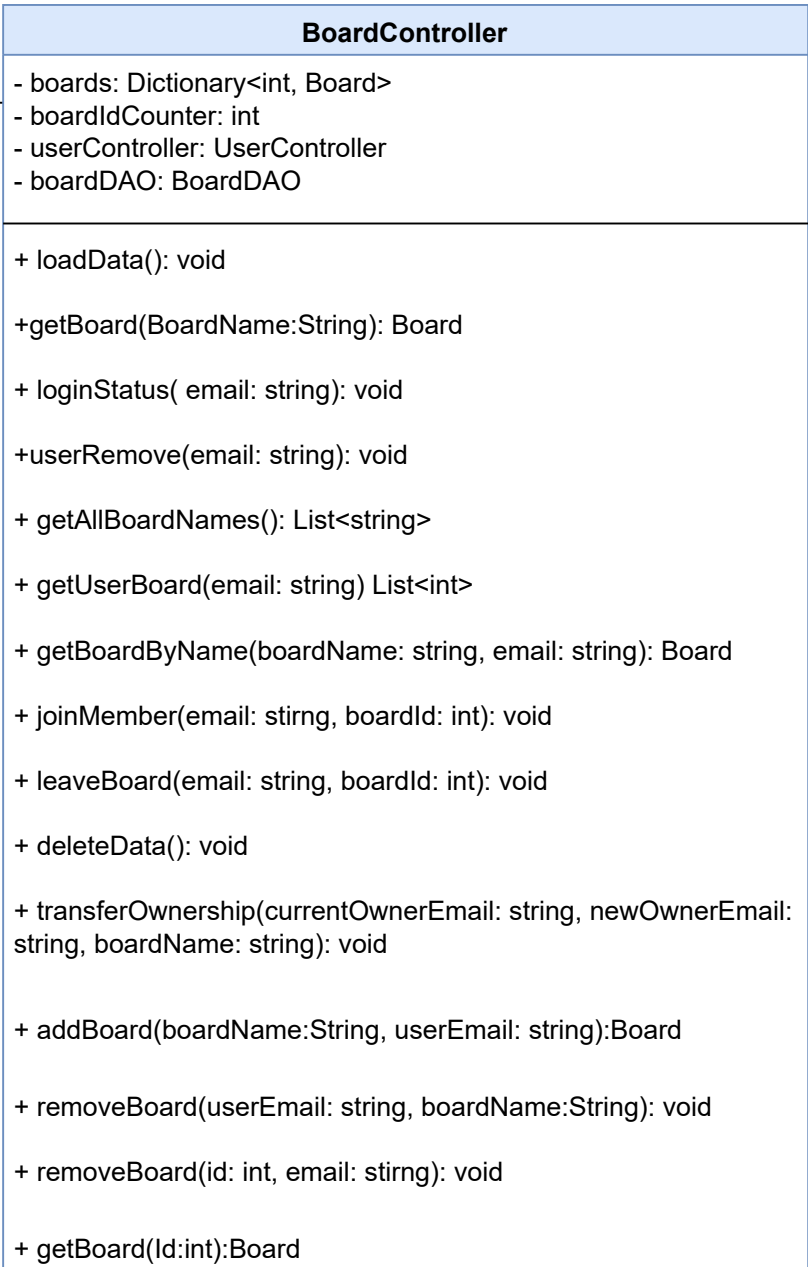 BoardController
- boards: Dictionary<int, Board>
- boardIdCounter: int
- userController: UserController
- boardDAO: BoardDAO
+ loadData(): void
+getBoard(BoardName:String): Board
+ loginStatus( email: string): void
+userRemove(email: string): void
+ getAllBoardNames(): List<string>
+ getUserBoard(email: string) List<int>
+ getBoardByName(boardName: string, email: string): Board
+ joinMember(email: stirng, boardId: int): void
+ leaveBoard(email: string, boardId: int): void
+ deleteData(): void
+ transferOwnership(currentOwnerEmail: string, newOwnerEmail:
string, boardName: string): void
+ addBoard(boardName:String, userEmail: string):Board
+ removeBoard(userEmail: string, boardName:String): void
+ removeBoard(id: int, email: stirng): void
+ getBoard(Id:int):Board